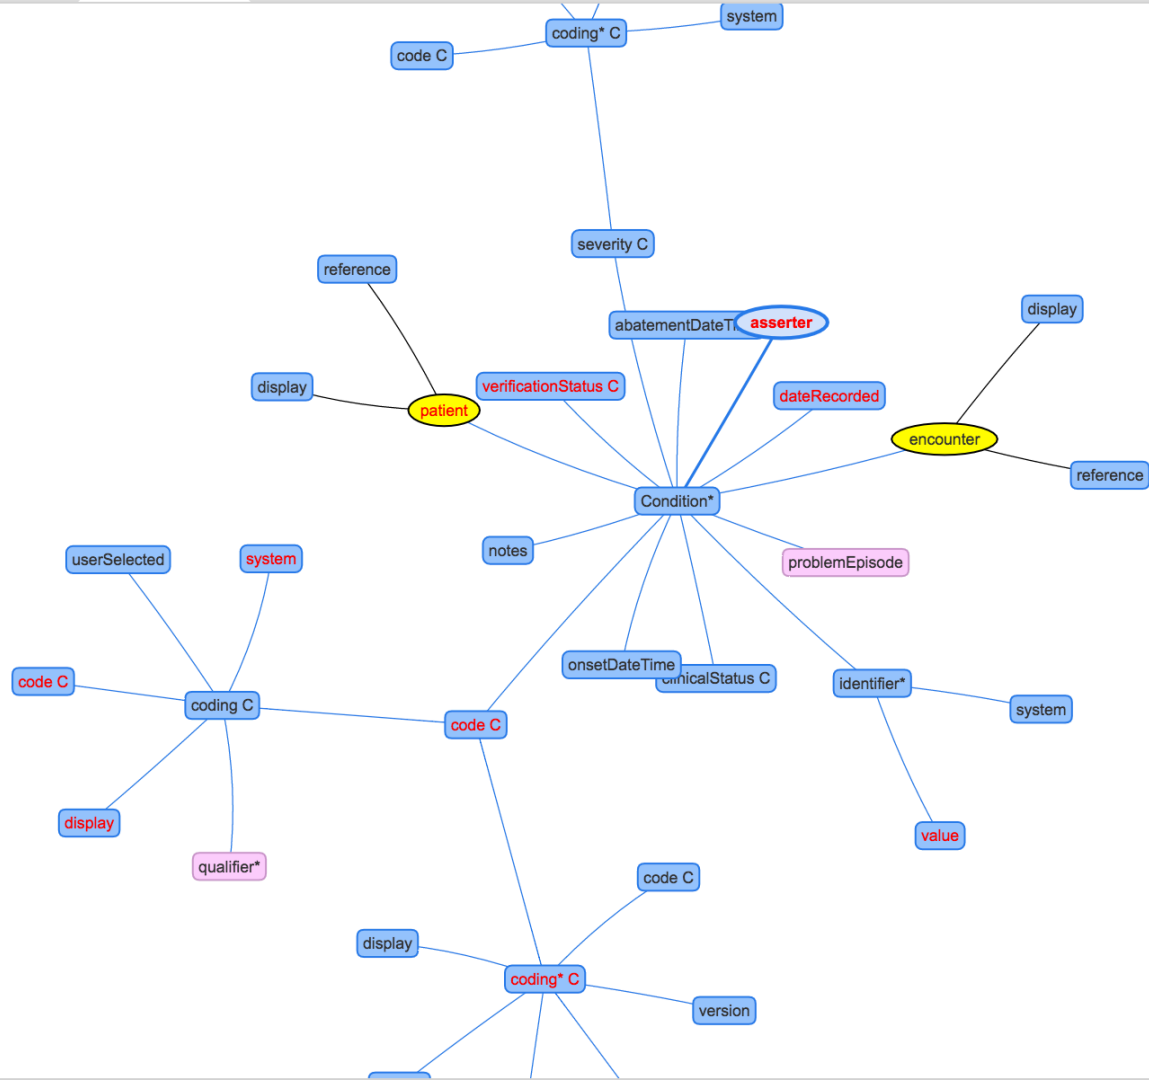 system
coding* C
code C
severity C
reference
display
abatementDateTi
asserter
display
verificationStatus C
dateRecorded
patient
encounter
reference
Condition*
notes
problemEpisode
userSelected
system
onsetDateTime
clinicalStatus C
code C
identifier*
coding C
system
code C
display
value
qualifier*
code C
display
coding* C
version